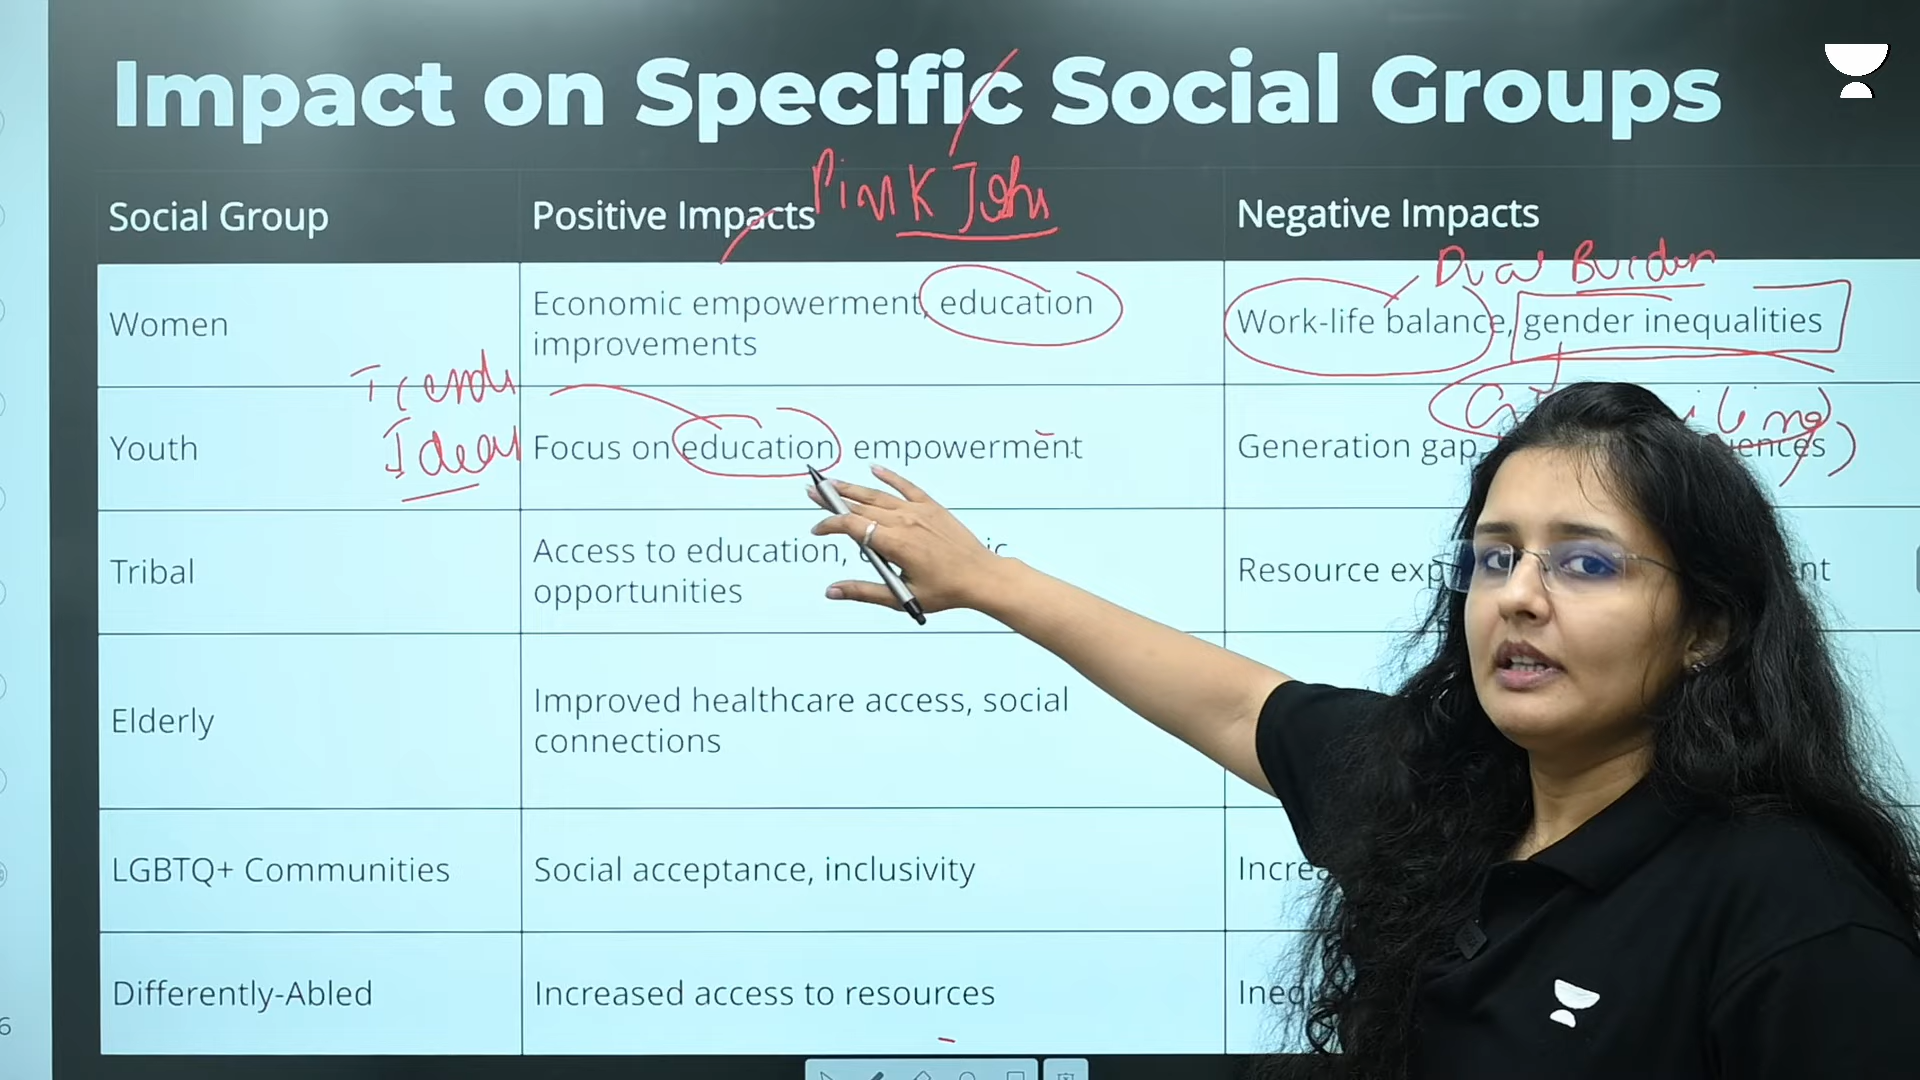 Impact on Specific Social Groups
Pink Jobs
Social Group
Positive Impacts
Negative Impacts
Dual Burden
Women
Economic empowerment, education
improvements
Work-life balance, gender inequalities
Trends
Ideas
Youth
Focus on education empowerment
Generation gap
Tribal
Access to education,
opportunities
Resource
Elderly
Improved healthcare access, social
connections
LGBTQ+ Communities
Social acceptance, inclusivity
Differently-Abled
Increased access to resources
6